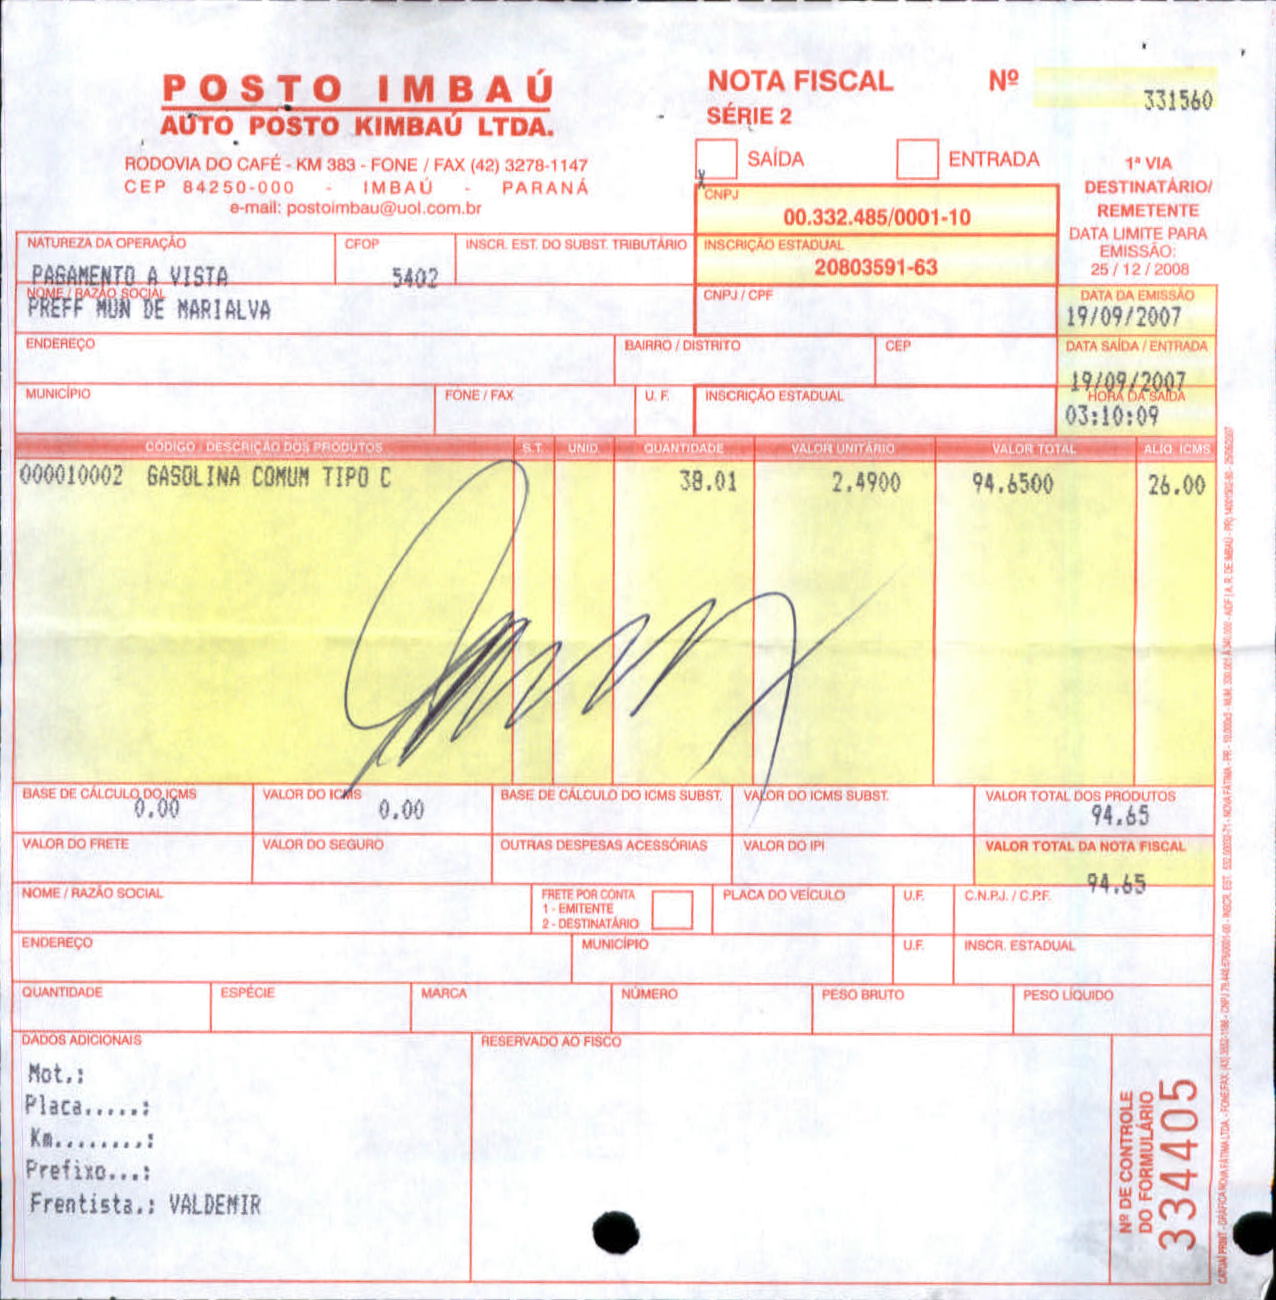 POSTO IMBAÚ
AUTO POSTO KIMBAÚ LTDA.
RODOVIA DO CAFÉ - KM 383 - FONE / FAX (42) 3278-1147
CEP 84250-000 - IMBAÚ - PARANÁ
e-mail: postoimbau@uol.com.br
NOTA FISCAL
SÉRIE 2
Nº 331560
SAÍDA ENTRADA
X
1ª VIA
DESTINATÁRIO/
REMETENTE
DATA LIMITE PARA
EMISSÃO:
25 / 12 / 2008
CNPJ
00.332.485/0001-10
NATUREZA DA OPERAÇÃO CFOP INSCR. EST. DO SUBST. TRIBUTÁRIO INSCRIÇÃO ESTADUAL
PAGAMENTO A VISTA 5402 20803591-63
NOME / RAZÃO SOCIAL CNPJ / CPF DATA DA EMISSÃO
PREFF MUN DE MARIALVA 19/09/2007
ENDEREÇO BAIRRO / DISTRITO CEP DATA SAÍDA / ENTRADA
19/09/2007
MUNICÍPIO FONE / FAX U. F. INSCRIÇÃO ESTADUAL HORA DA SAÍDA
03:10:09
CÓDIGO / DESCRIÇÃO DOS PRODUTOS S.T. UNID. QUANTIDADE VALOR UNITÁRIO VALOR TOTAL ALÍQ. ICMS
000010002 GASOLINA COMUM TIPO C 38.01 2.4900 94.6500 26.00
BASE DE CÁLCULO DO ICMS VALOR DO ICMS BASE DE CÁLCULO DO ICMS SUBST. VALOR DO ICMS SUBST. VALOR TOTAL DOS PRODUTOS
0.00 0.00 94.65
VALOR DO FRETE VALOR DO SEGURO OUTRAS DESPESAS ACESSÓRIAS VALOR DO IPI VALOR TOTAL DA NOTA FISCAL
94.65
NOME / RAZÃO SOCIAL FRETE POR CONTA PLACA DO VEÍCULO U.F. C.N.P.J. / C.P.F.
1 - EMITENTE
2 - DESTINATÁRIO
ENDEREÇO MUNICÍPIO U.F. INSCR. ESTADUAL
QUANTIDADE ESPÉCIE MARCA NÚMERO PESO BRUTO PESO LÍQUIDO
DADOS ADICIONAIS RESERVADO AO FISCO
Mot.:
Placa.....:
Km........:
Prefixo...:
Frentista.: VALDEMIR
Nº DE CONTROLE
DO FORMULÁRIO
334405